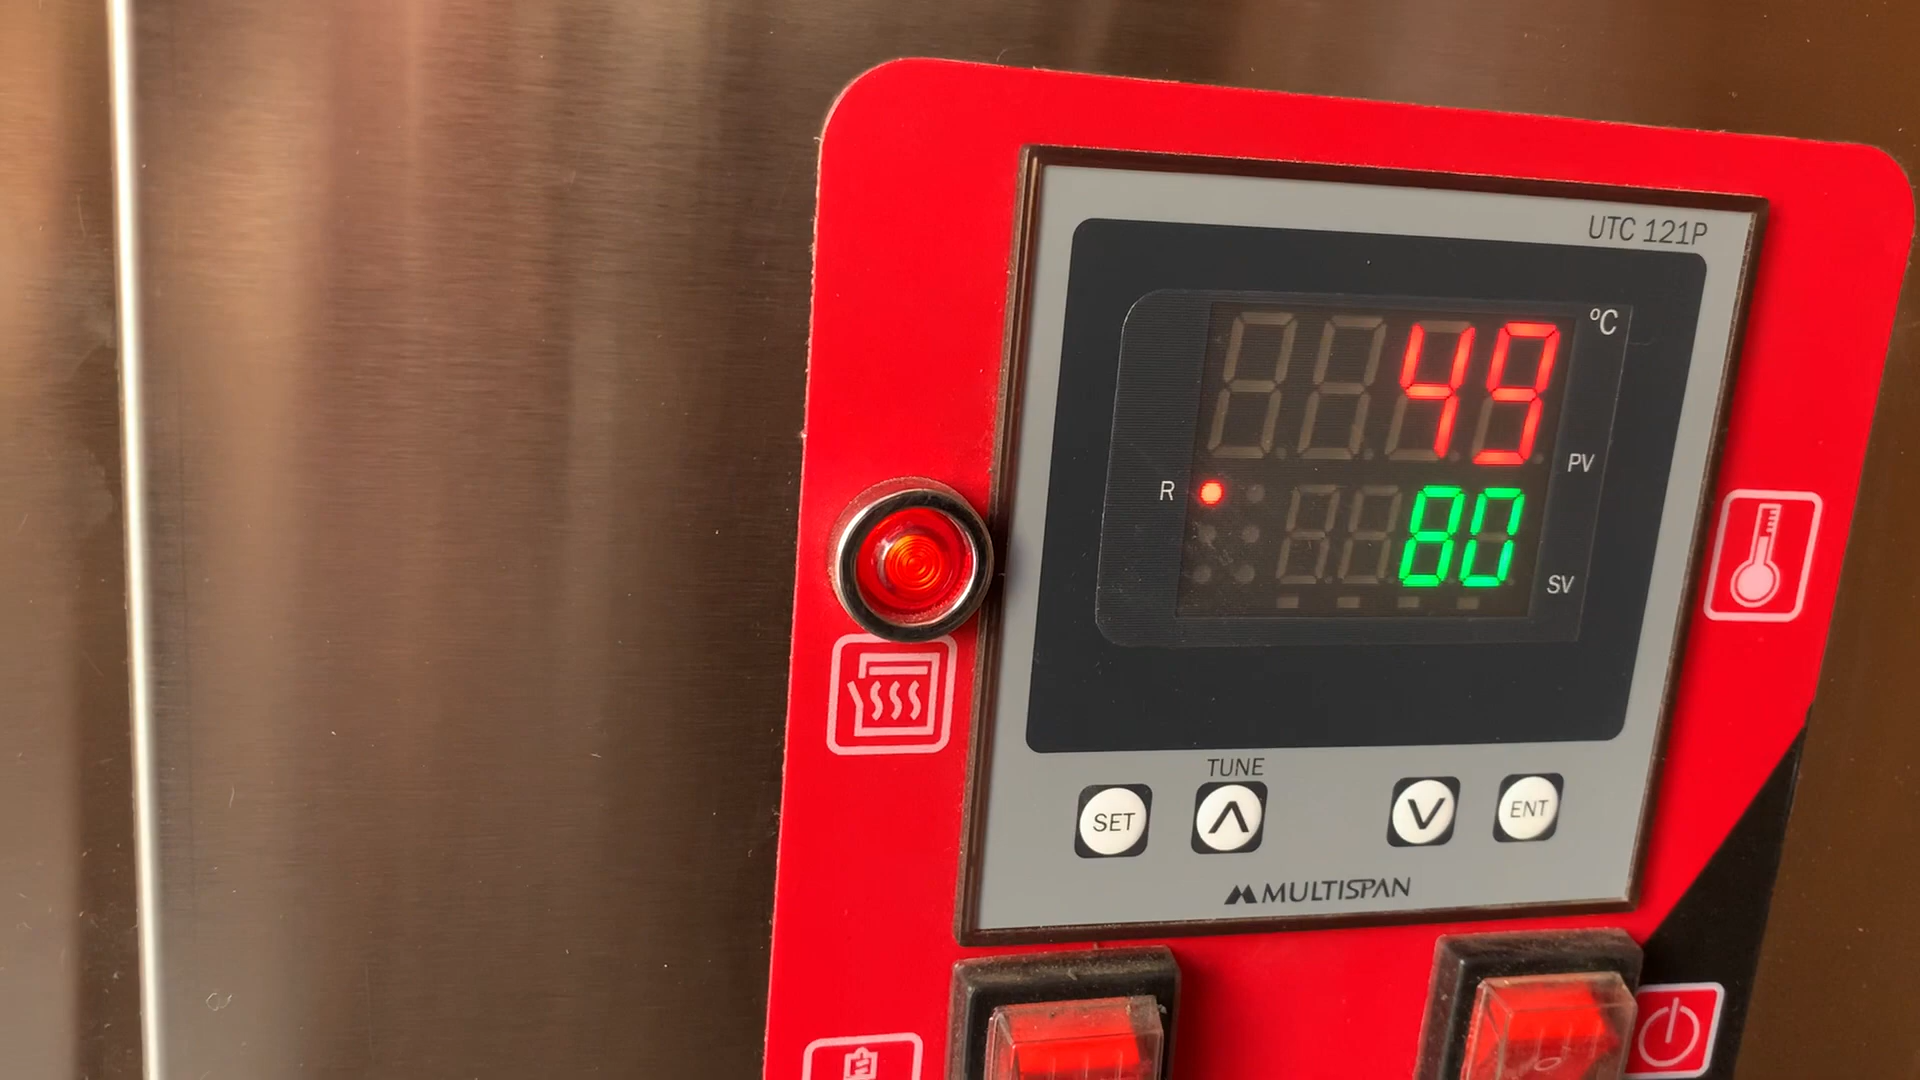 UTC 121P
°C
49
PV
R
80
SV
TUNE
SET
ENT
MULTISPAN